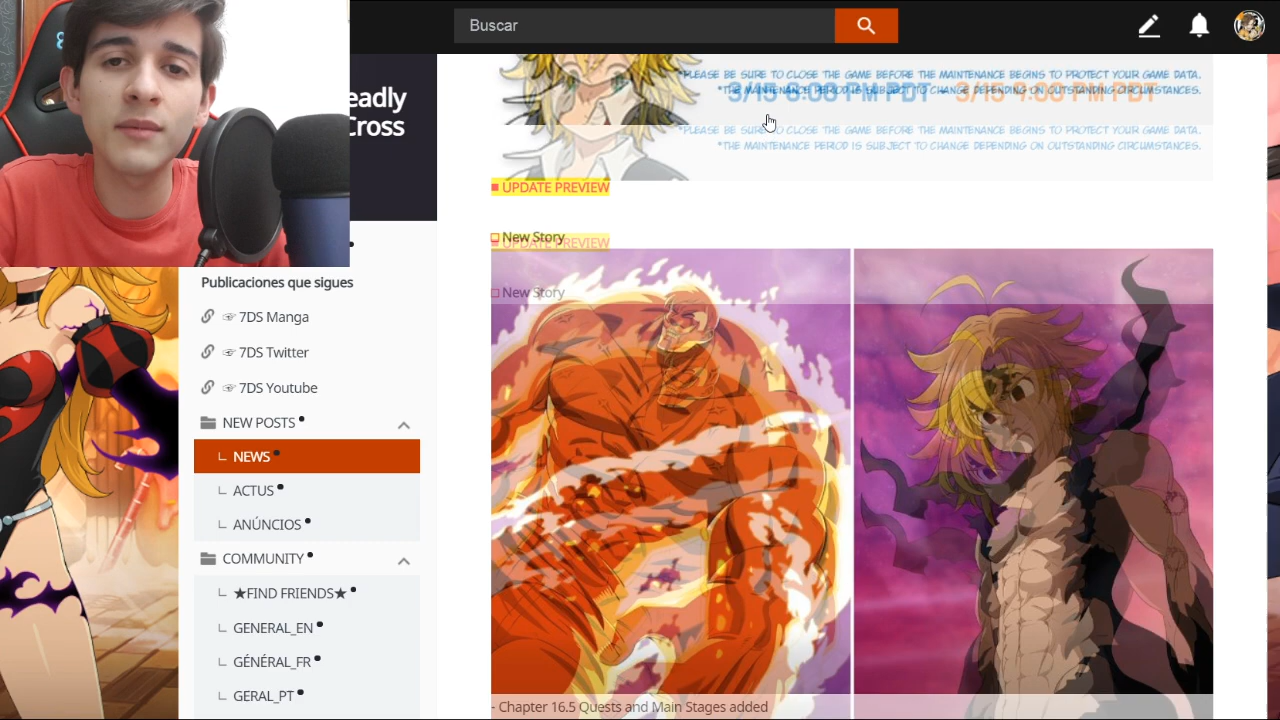 Buscar
eadly
Cross
*PLEASE BE SURE TO CLOSE THE GAME BEFORE THE MAINTENANCE BEGINS TO PROTECT YOUR GAME DATA.
*THE MAINTENANCE PERIOD IS SUBJECT TO CHANGE DEPENDING ON OUTSTANDING CIRCUMSTANCES.
*PLEASE BE SURE TO CLOSE THE GAME BEFORE THE MAINTENANCE BEGINS TO PROTECT YOUR GAME DATA.
*THE MAINTENANCE PERIOD IS SUBJECT TO CHANGE DEPENDING ON OUTSTANDING CIRCUMSTANCES.
■ UPDATE PREVIEW
□ New Story
■ UPDATE PREVIEW
□ New Story
Publicaciones que sigues
☞ 7DS Manga
☞ 7DS Twitter
☞ 7DS Youtube
NEW POSTS
NEWS
ACTUS
ANÚNCIOS
COMMUNITY
★FIND FRIENDS★
GENERAL_EN
GÉNÉRAL_FR
GERAL_PT
- Chapter 16.5 Quests and Main Stages added